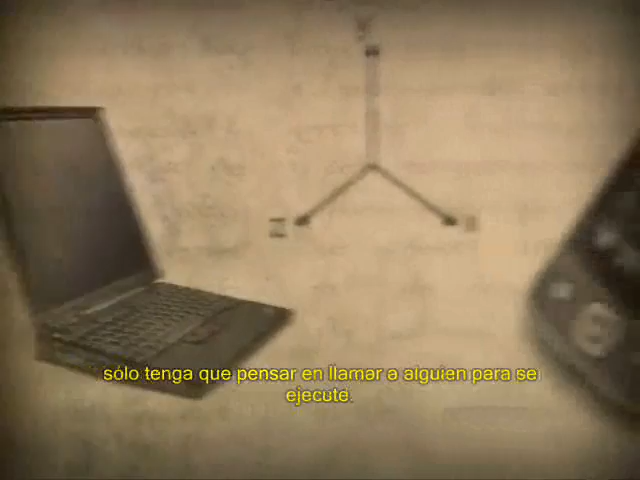 sólo tenga que pensar en llamar a alguien para se
ejecute.